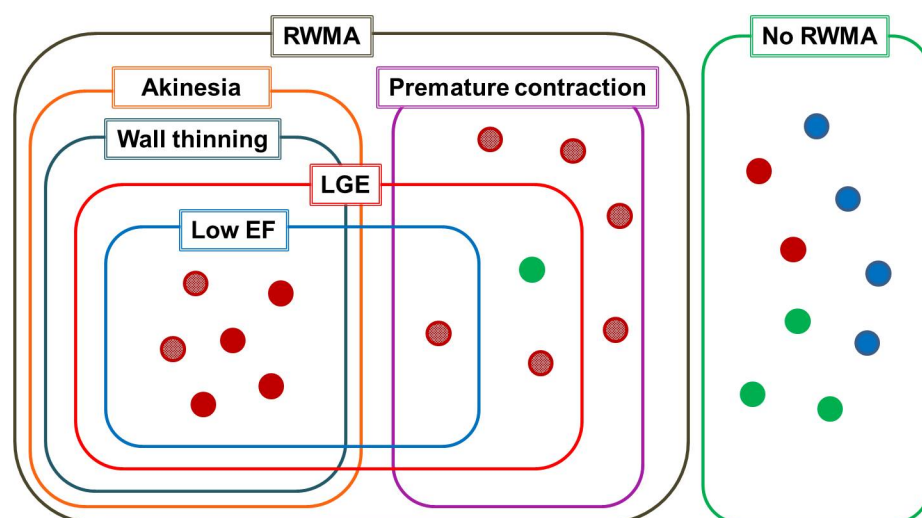 RWMA
No RWMA
Akinesia
Premature contraction
Wall thinning
LGE
Low EF